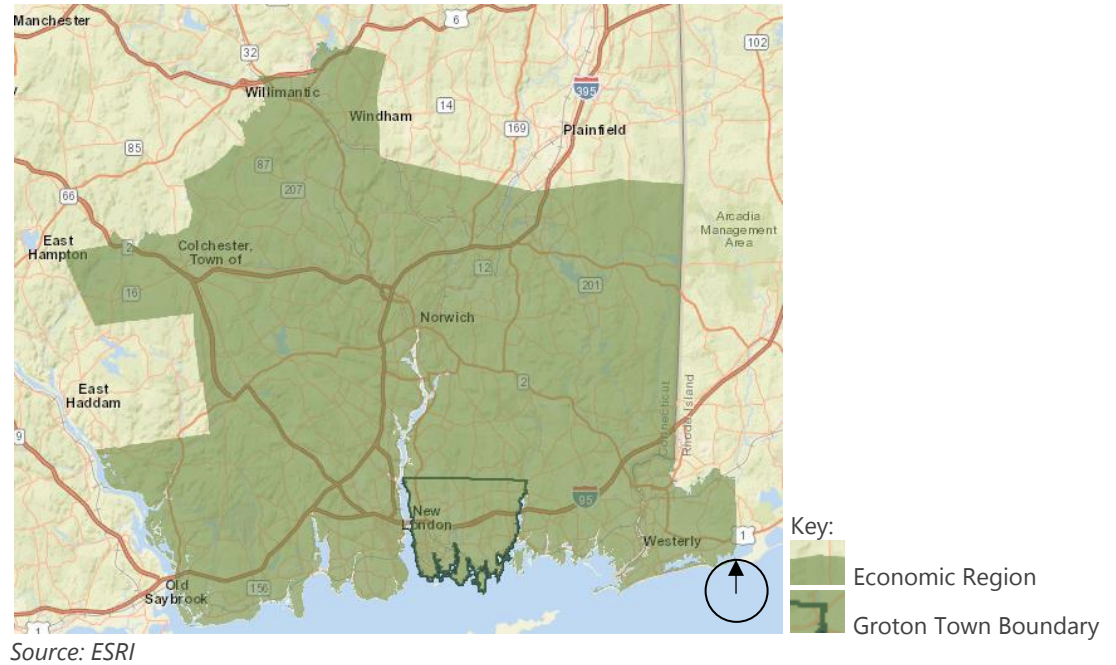 Manchester
6
32
102
395
Willimantic
Windham
14
169
Plainfield
85
87
207
66
Arcadia
Management
Area
East
Hampton
2
Colchester,
Town of
16
12
201
Norwich
2
East
Haddam
Connecticut
Rhode Island
9
New
London
95
Westerly
1
Old
Saybrook
156
1
Key:
Economic Region
Groton Town Boundary
Source: ESRI